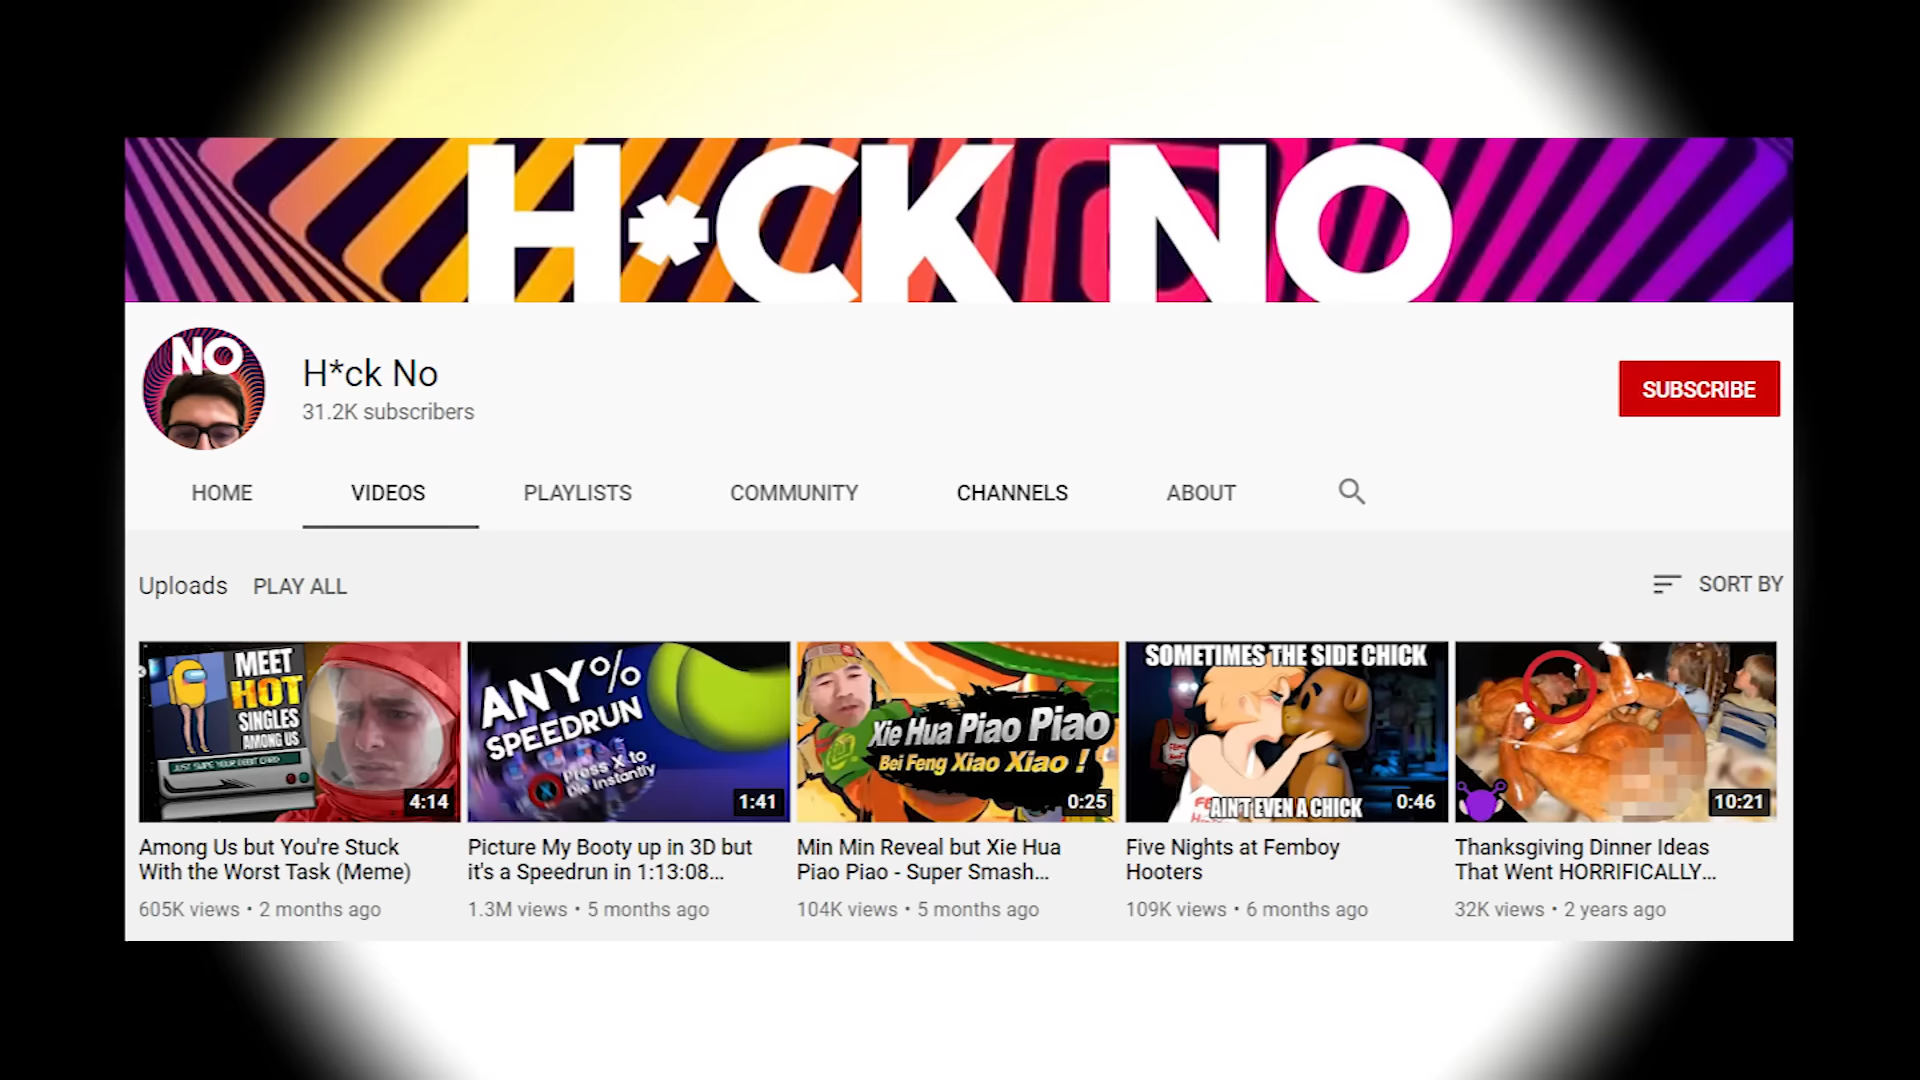 H*CK NO
NO
H*ck No
31.2K subscribers
SUBSCRIBE
HOME
VIDEOS
PLAYLISTS
COMMUNITY
CHANNELS
ABOUT
Uploads
PLAY ALL
SORT BY
MEET
HOT
SINGLES
AMONG US
JUST SWIPE YOUR DEBIT CARD
4:14
ANY%
SPEEDRUN
Press X to
Die Instantly
1:41
Xie Hua Piao Piao
Bei Feng Xiao Xiao !
0:25
SOMETIMES THE SIDE CHICK
AIN'T EVEN A CHICK
0:46
10:21
Among Us but You're Stuck
With the Worst Task (Meme)
605K views • 2 months ago
Picture My Booty up in 3D but
it's a Speedrun in 1:13:08...
1.3M views • 5 months ago
Min Min Reveal but Xie Hua
Piao Piao - Super Smash...
104K views • 5 months ago
Five Nights at Femboy
Hooters
109K views • 6 months ago
Thanksgiving Dinner Ideas
That Went HORRIFICALLY...
32K views • 2 years ago